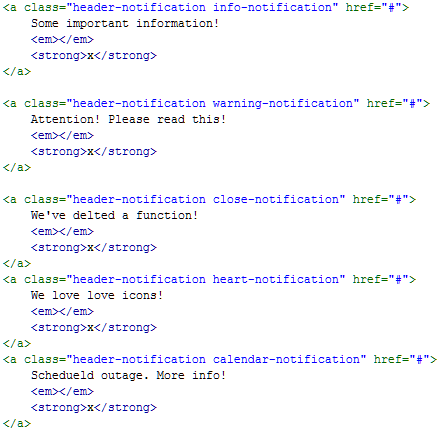 <a class="header-notification info-notification" href="#">
    Some important information!
    <em></em>
    <strong>x</strong>
</a>

<a class="header-notification warning-notification" href="#">
    Attention! Please read this!
    <em></em>
    <strong>x</strong>
</a>

<a class="header-notification close-notification" href="#">
    We've delted a function!
    <em></em>
    <strong>x</strong>
</a>
<a class="header-notification heart-notification" href="#">
    We love love icons!
    <em></em>
    <strong>x</strong>
</a>
<a class="header-notification calendar-notification" href="#">
    Schedueld outage. More info!
    <em></em>
    <strong>x</strong>
</a>